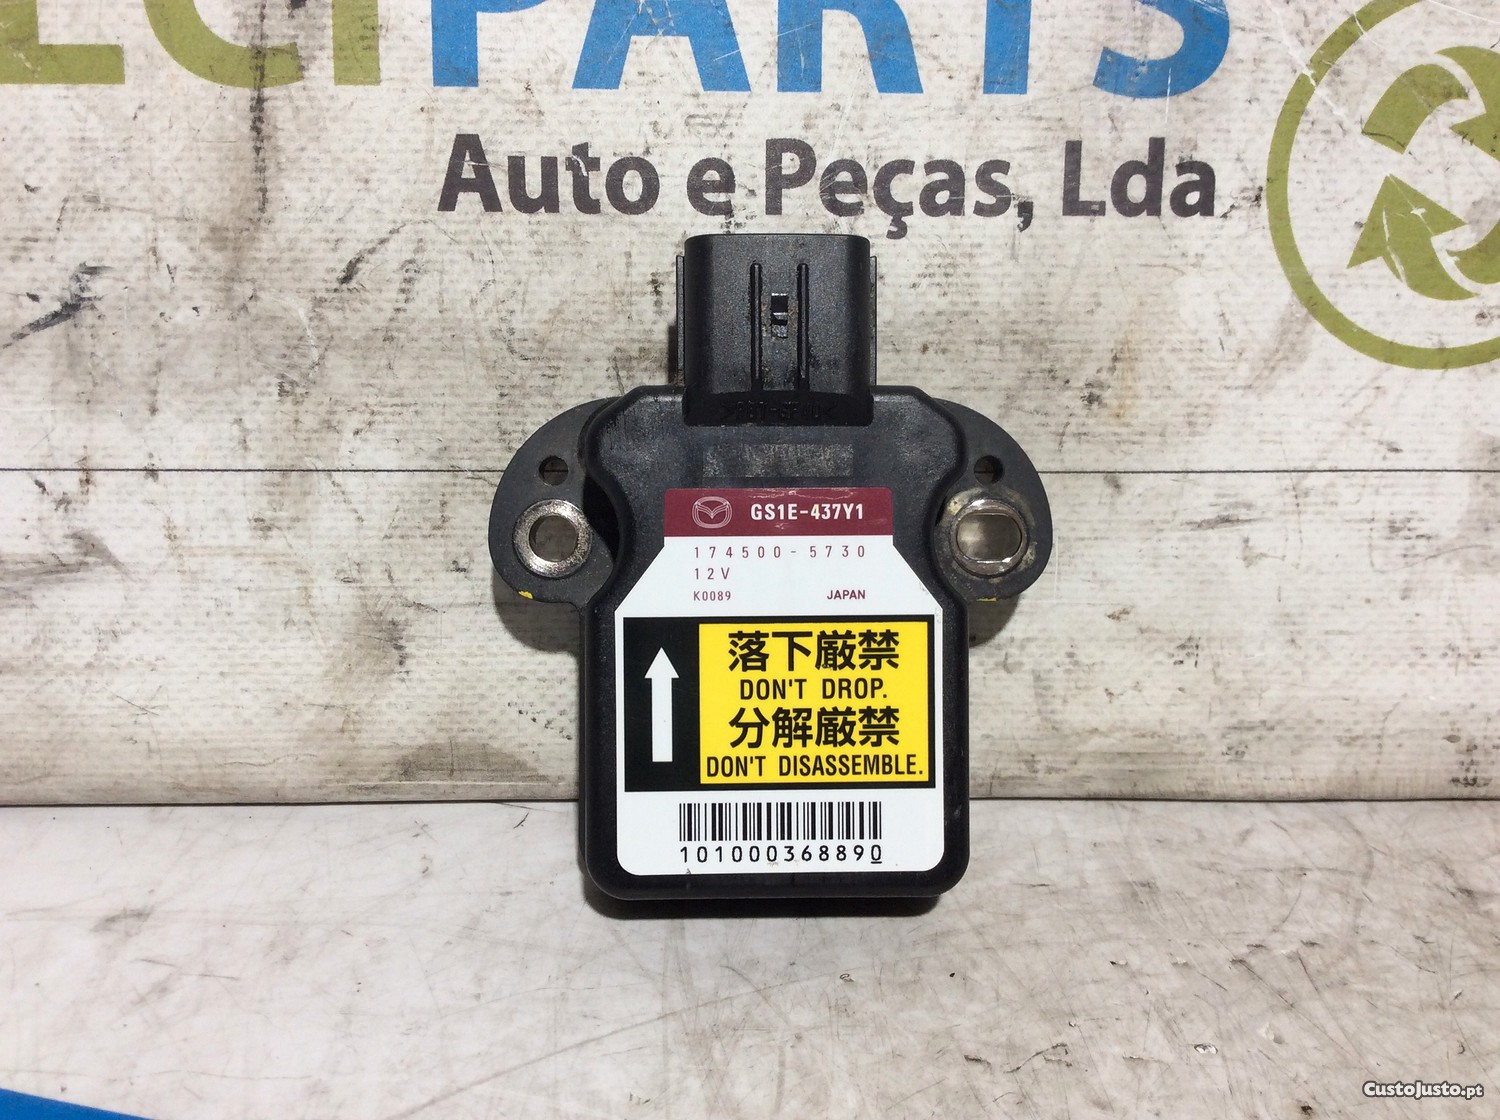 PARTS
Auto e Peças, Lda
GS1E-437Y1
174500-5730
12V
K0089 JAPAN
落下厳禁
DON'T DROP.
分解厳禁
DON'T DISASSEMBLE.
101000368890
CustoJusto.pt